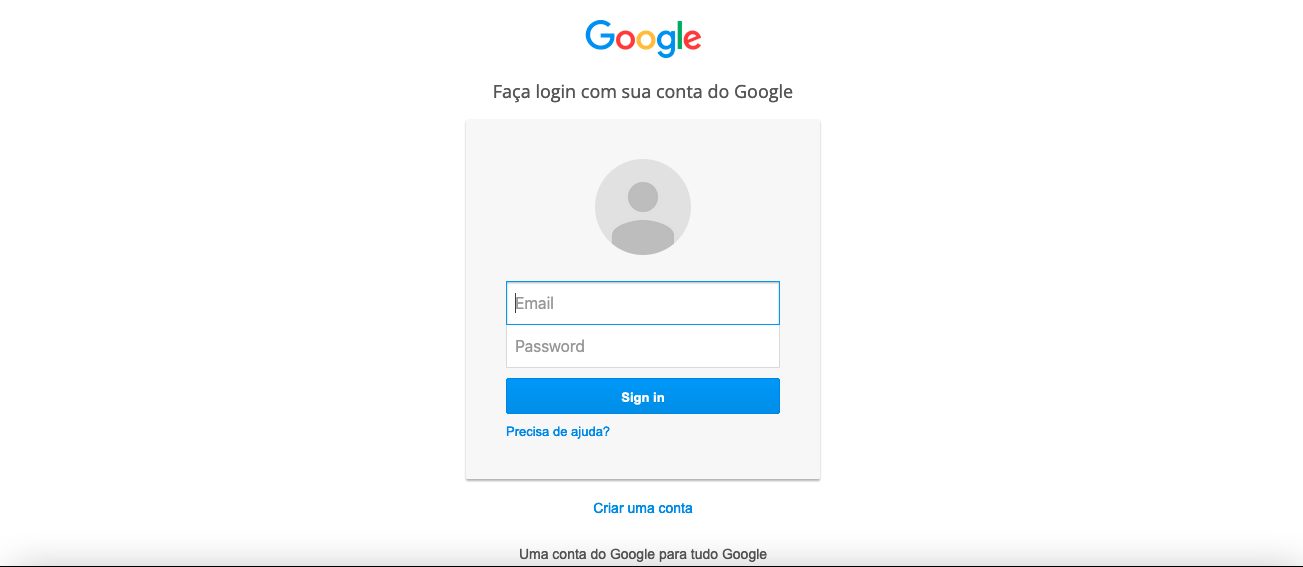 Google
Faça login com sua conta do Google
Email
Password
Sign in
Precisa de ajuda?
Criar uma conta
Uma conta do Google para tudo Google